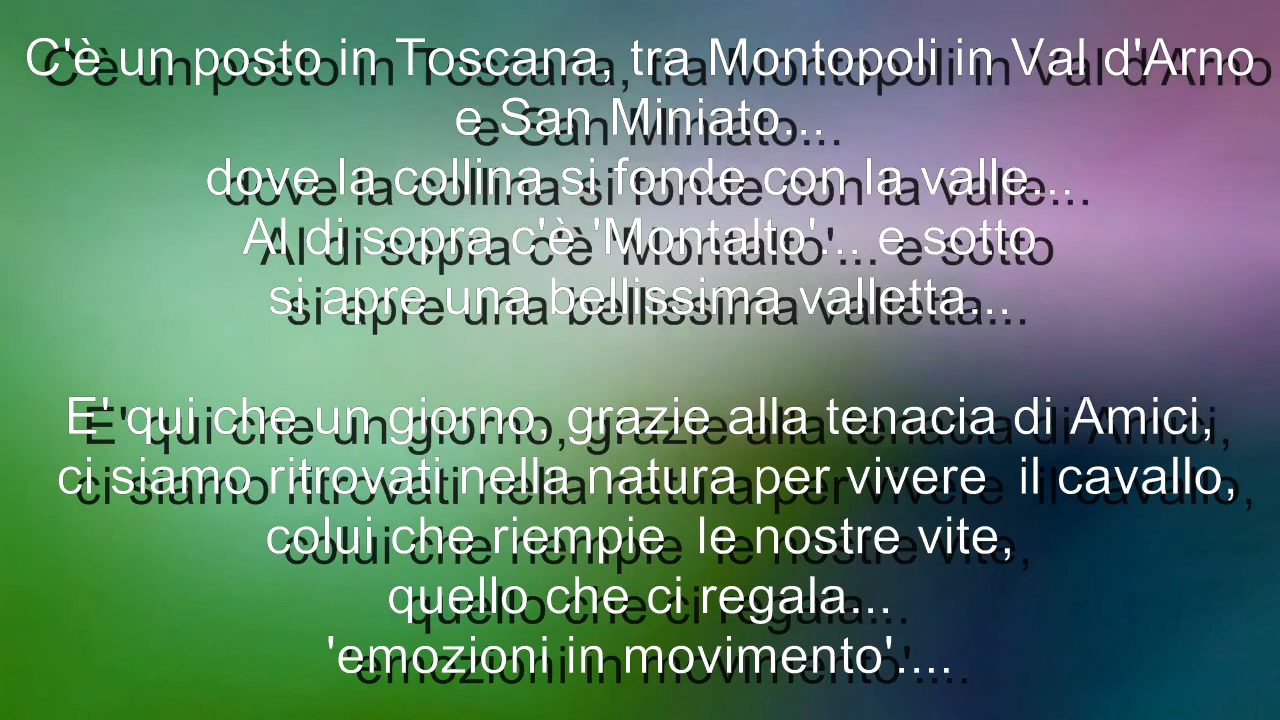 C'è un posto in Toscana, tra Montopoli in Val d'Arno
e San Miniato...
dove la collina si fonde con la valle...
Al di sopra c'è 'Montalto'... e sotto
si apre una bellissima valletta...
E' qui che un giorno, grazie alla tenacia di Amici,
ci siamo ritrovati nella natura per vivere  il cavallo,
colui che riempie  le nostre vite,
quello che ci regala...
'emozioni in movimento'....